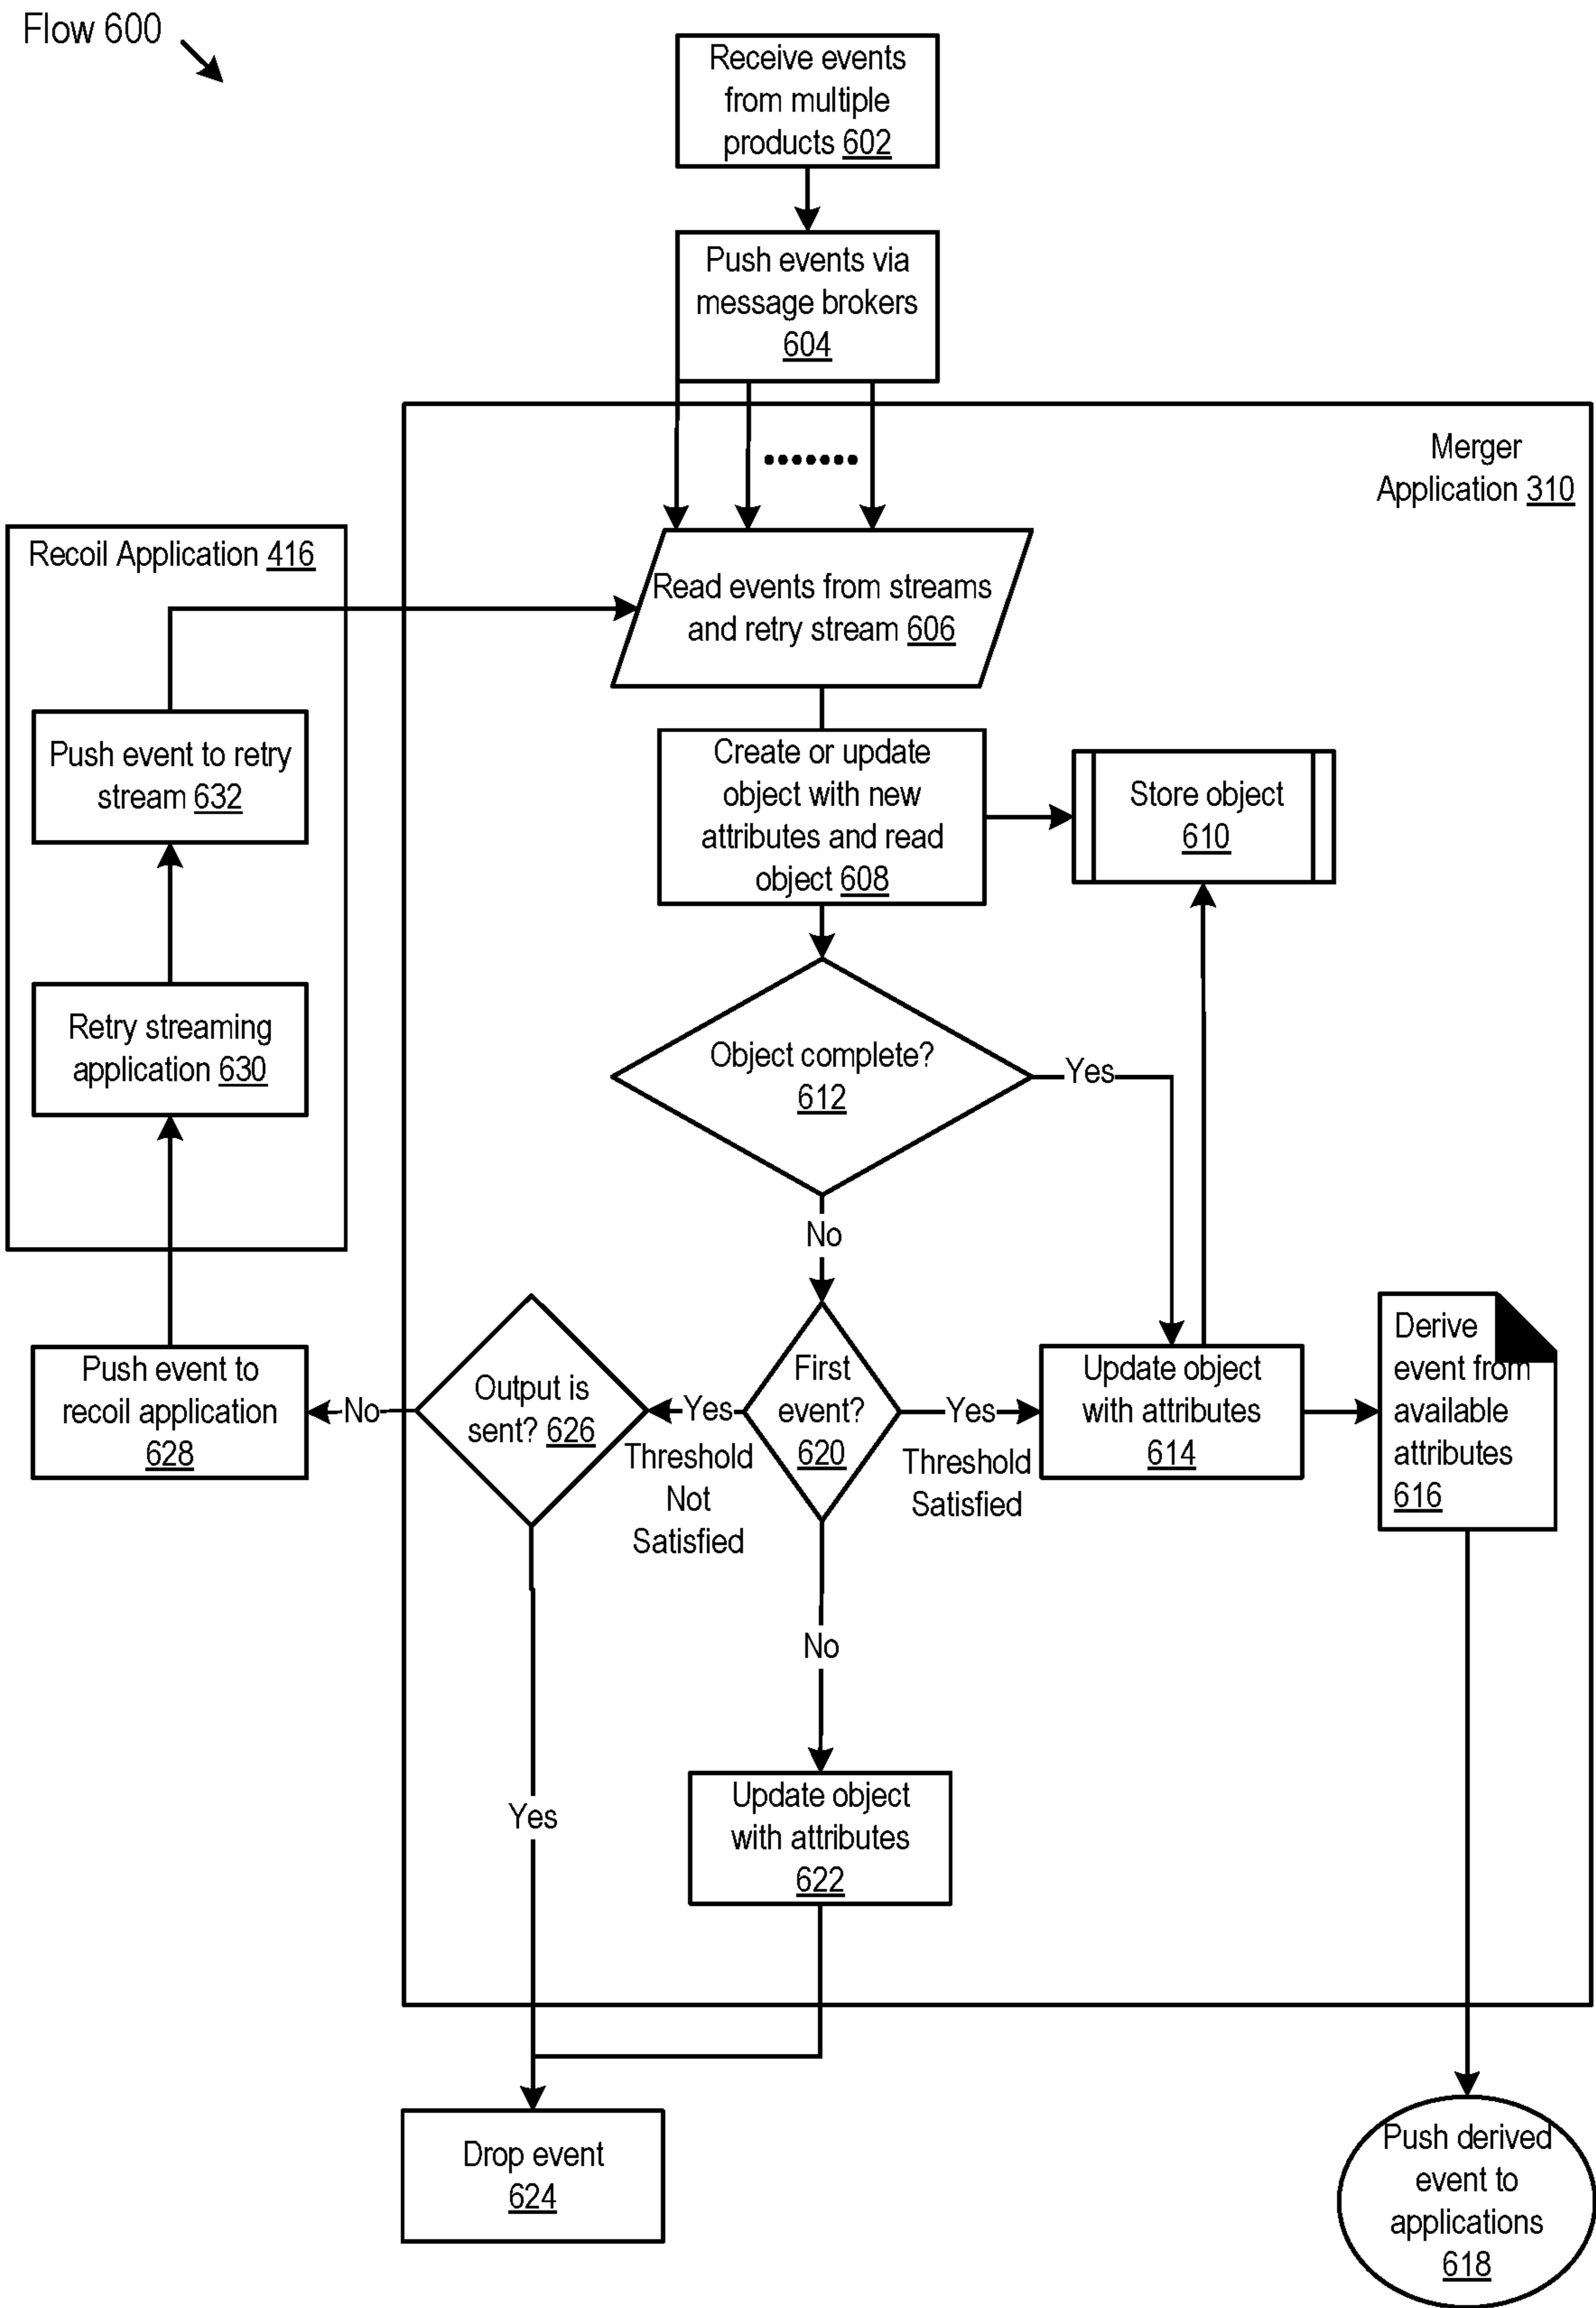 Flow 600
Receive events
from multiple
products 602
Push events via
message brokers
604
Merger
Application 310
Recoil Application 416
Read events from streams
and retry stream 606
Push event to retry
stream 632
Create or update
object with new
attributes and read
object 608
Store object
610
Retry streaming
application 630
Object complete?
612
Yes
No
Push event to
recoil application
628
No
Output is
sent? 626
Yes
Threshold
Not
Satisfied
First
event?
620
Yes
Threshold
Satisfied
Update object
with attributes
614
Derive
event from
available
attributes
616
No
Yes
Update object
with attributes
622
Drop event
624
Push derived
event to
applications
618